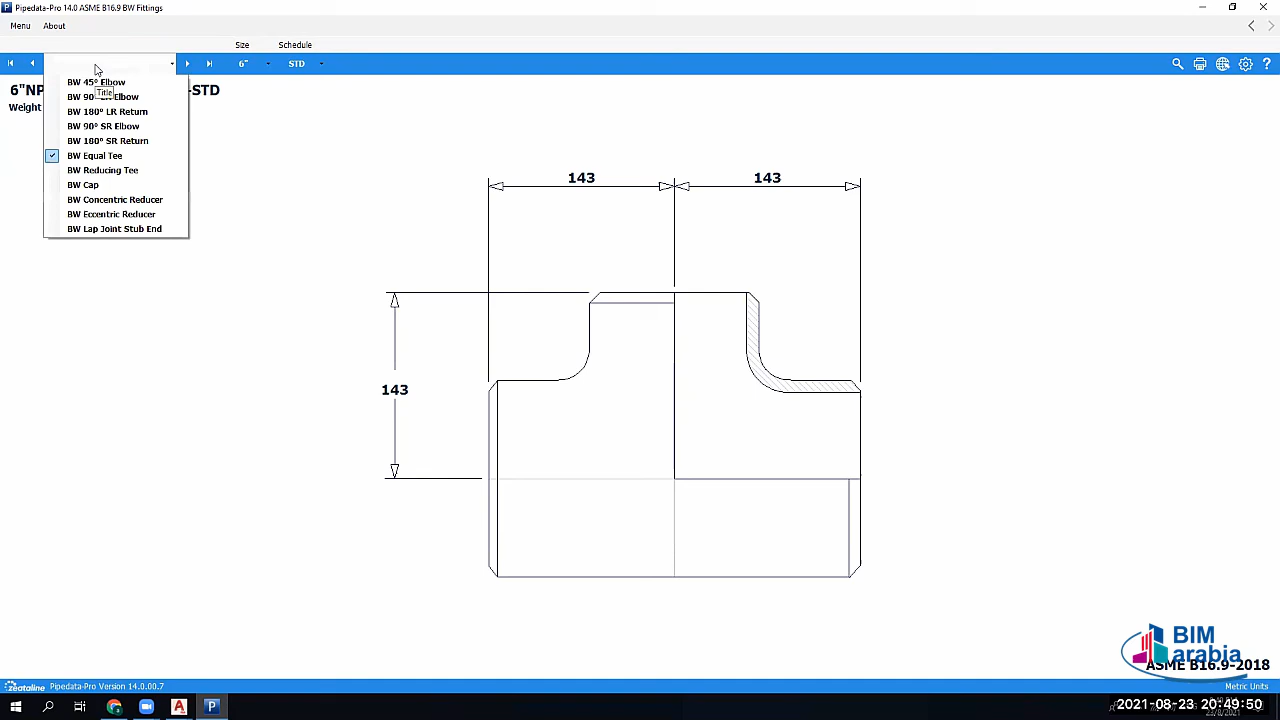 Pipedata-Pro 14.0 ASME B16.9 BW Fittings
Menu About
Size Schedule
6" STD
6"NP -STD
Weight
BW 45° Elbow
BW 90° LR Elbow
Title
BW 180° LR Return
BW 90° SR Elbow
BW 180° SR Return
BW Equal Tee
BW Reducing Tee
BW Cap
BW Concentric Reducer
BW Eccentric Reducer
BW Lap Joint Stub End
143 143
143
BIM
arabia
ASME B16.9-2018
zeataline Pipedata-Pro Version 14.0.00.7 Metric Units
2021-08-23 20:49:50